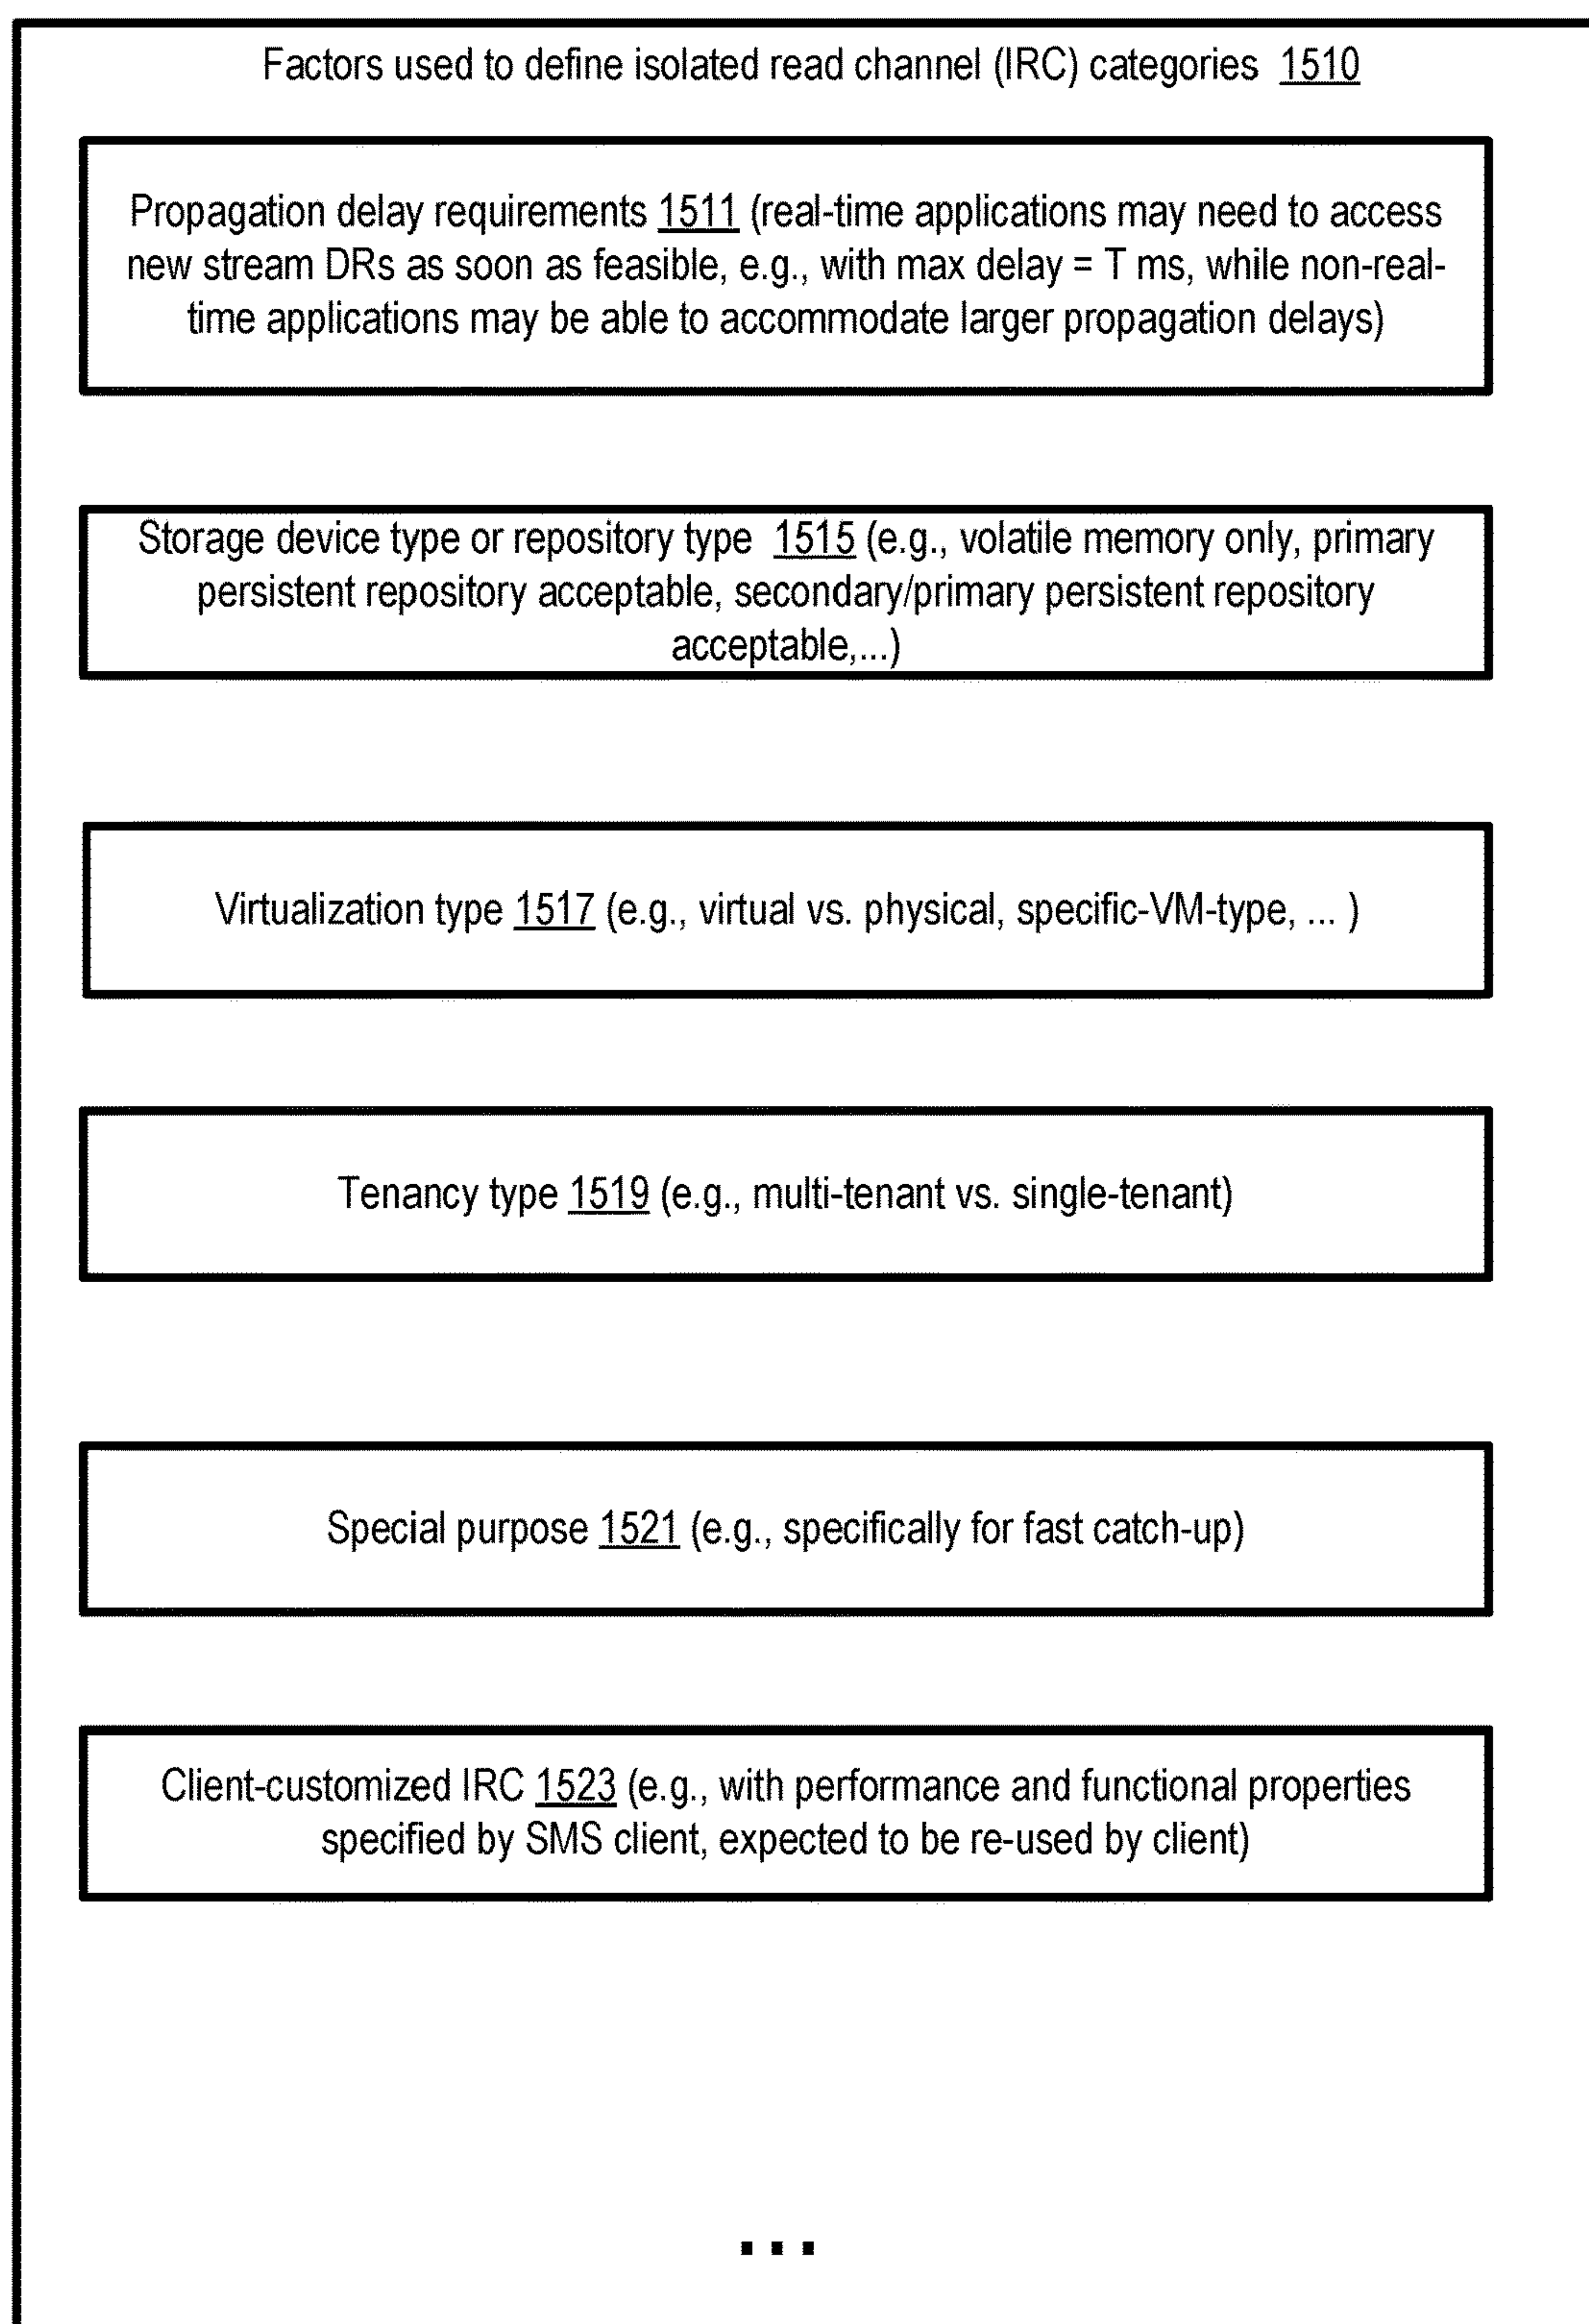 Factors used to define isolated read channel (IRC) categories 1510
Propagation delay requirements 1511 (real-time applications may need to access
new stream DRs as soon as feasible, e.g., with max delay = T ms, while non-real-
time applications may be able to accommodate larger propagation delays)
Storage device type or repository type 1515 (e.g., volatile memory only, primary
persistent repository acceptable, secondary/primary persistent repository
acceptable,...)
Virtualization type 1517 (e.g., virtual vs. physical, specific-VM-type, ... )
Tenancy type 1519 (e.g., multi-tenant vs. single-tenant)
Special purpose 1521 (e.g., specifically for fast catch-up)
Client-customized IRC 1523 (e.g., with performance and functional properties
specified by SMS client, expected to be re-used by client)
...